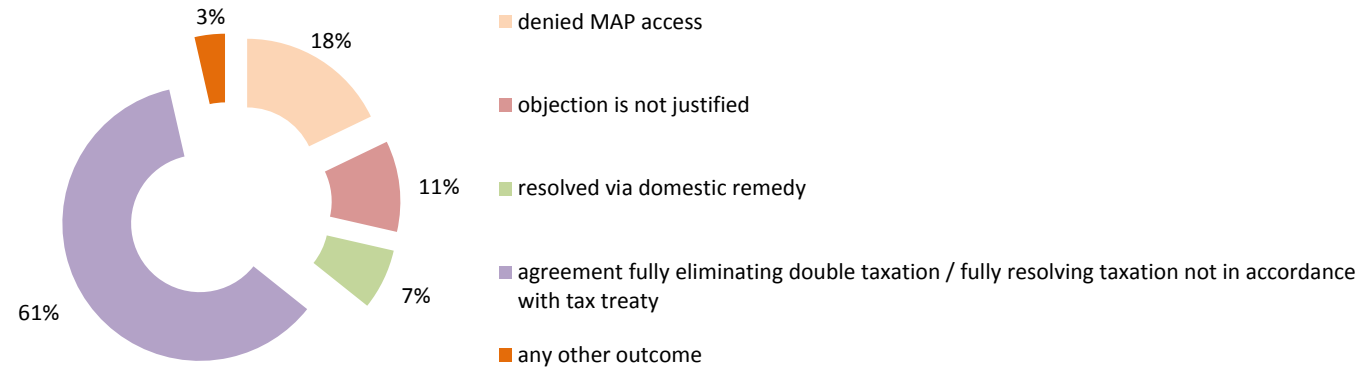 3%
18%
11%
7%
61%
denied MAP access
objection is not justified
resolved via domestic remedy
agreement fully eliminating double taxation / fully resolving taxation not in accordance
with tax treaty
any other outcome